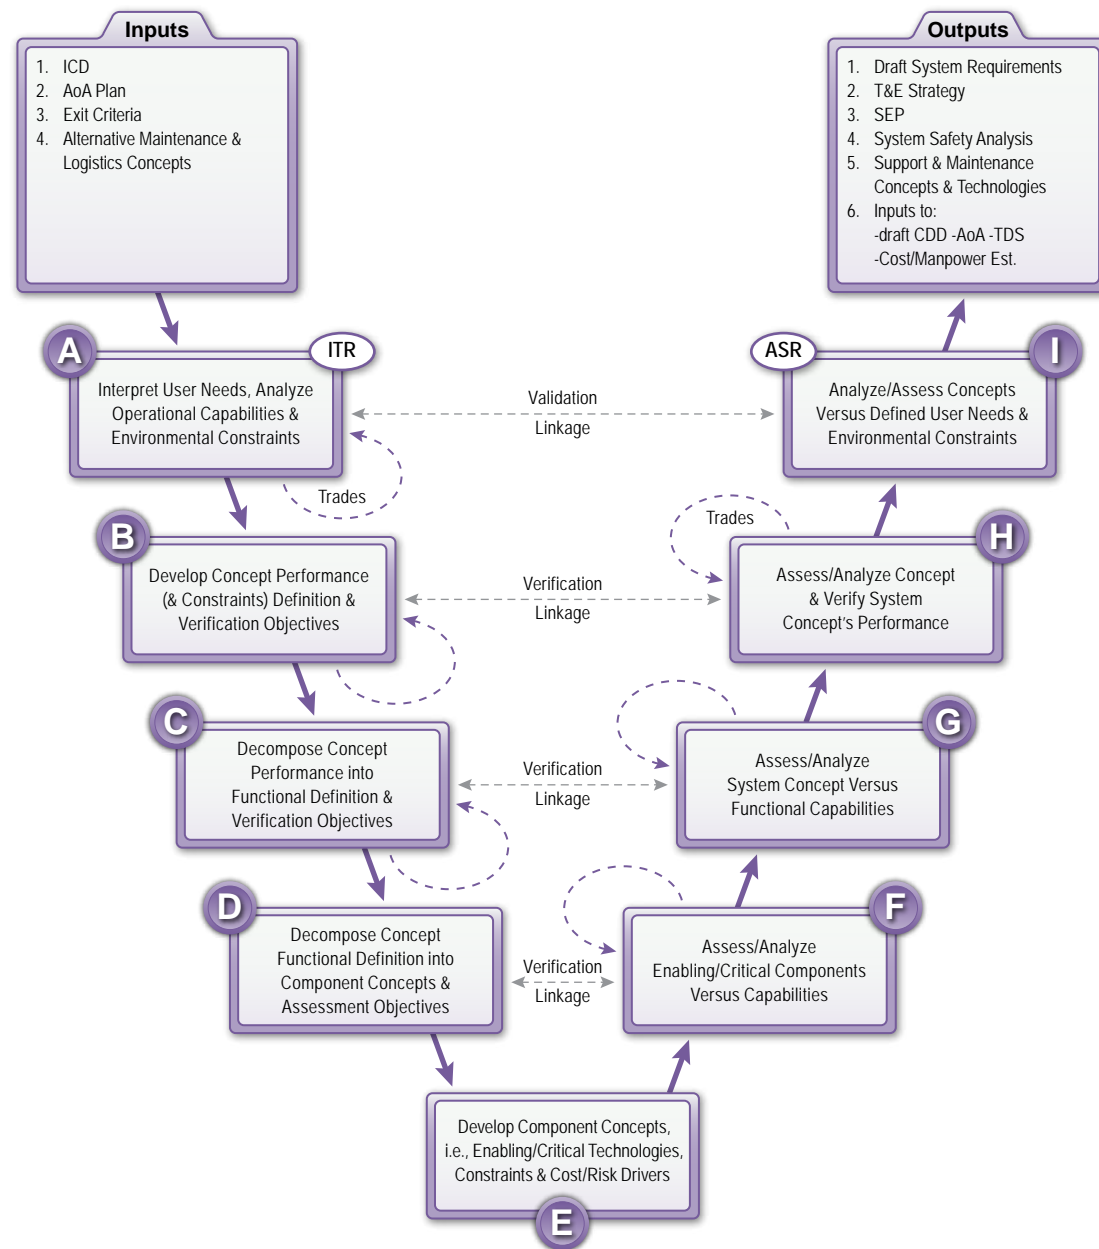 Inputs
1. ICD
2. AoA Plan
3. Exit Criteria
4. Alternative Maintenance &
Logistics Concepts
Outputs
1. Draft System Requirements
2. T&E Strategy
3. SEP
4. System Safety Analysis
5. Support & Maintenance
Concepts & Technologies
6. Inputs to:
-draft CDD -AoA -TDS
-Cost/Manpower Est.
A
ITR
Interpret User Needs, Analyze
Operational Capabilities &
Environmental Constraints
Trades
Validation
Linkage
ASR
I
Analyze/Assess Concepts
Versus Defined User Needs &
Environmental Constraints
B
Develop Concept Performance
(& Constraints) Definition &
Verification Objectives
Verification
Linkage
Trades
H
Assess/Analyze Concept
& Verify System
Concept's Performance
C
Decompose Concept
Performance into
Functional Definition &
Verification Objectives
Verification
Linkage
G
Assess/Analyze
System Concept Versus
Functional Capabilities
D
Decompose Concept
Functional Definition into
Component Concepts &
Assessment Objectives
Verification
Linkage
F
Assess/Analyze
Enabling/Critical Components
Versus Capabilities
Develop Component Concepts,
i.e., Enabling/Critical Technologies,
Constraints & Cost/Risk Drivers
E